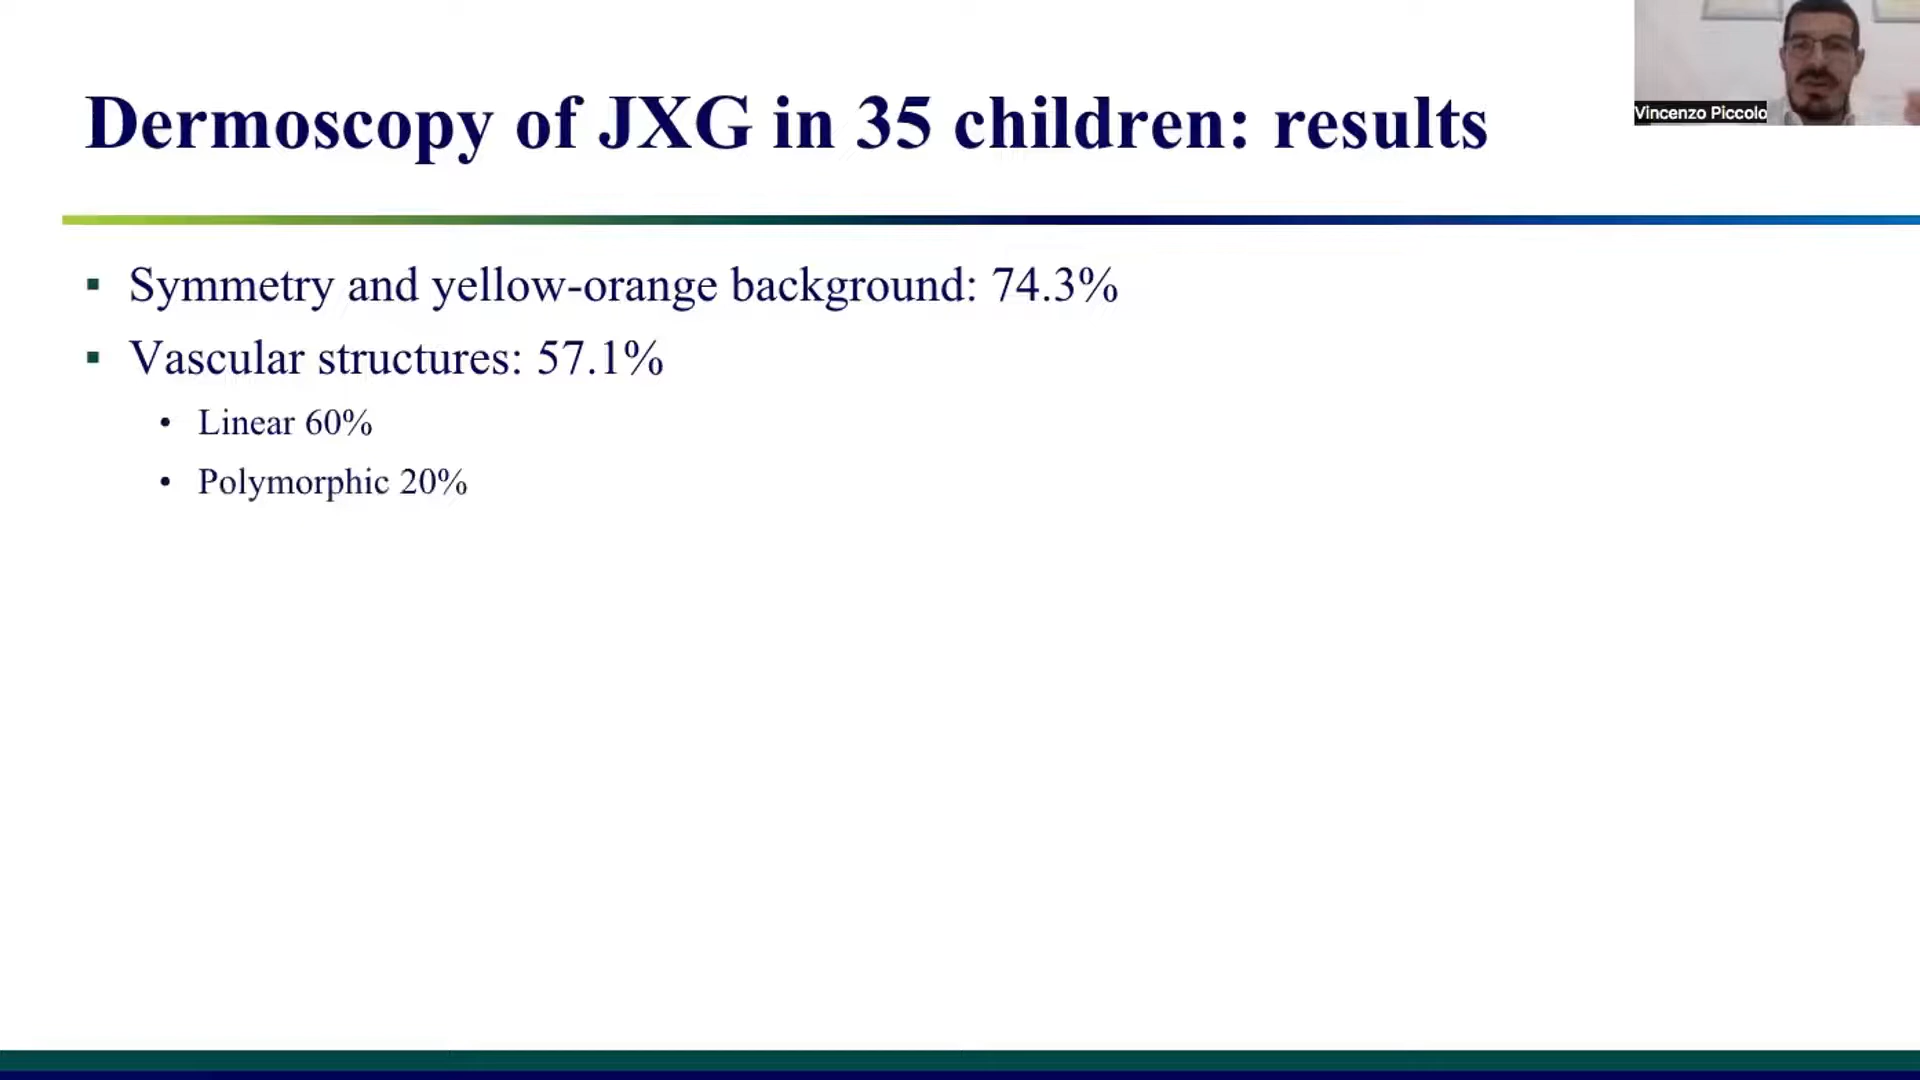 Dermoscopy of JXG in 35 children: results
Vincenzo Piccolo
▪ Symmetry and yellow-orange background: 74.3%
▪ Vascular structures: 57.1%
• Linear 60%
• Polymorphic 20%